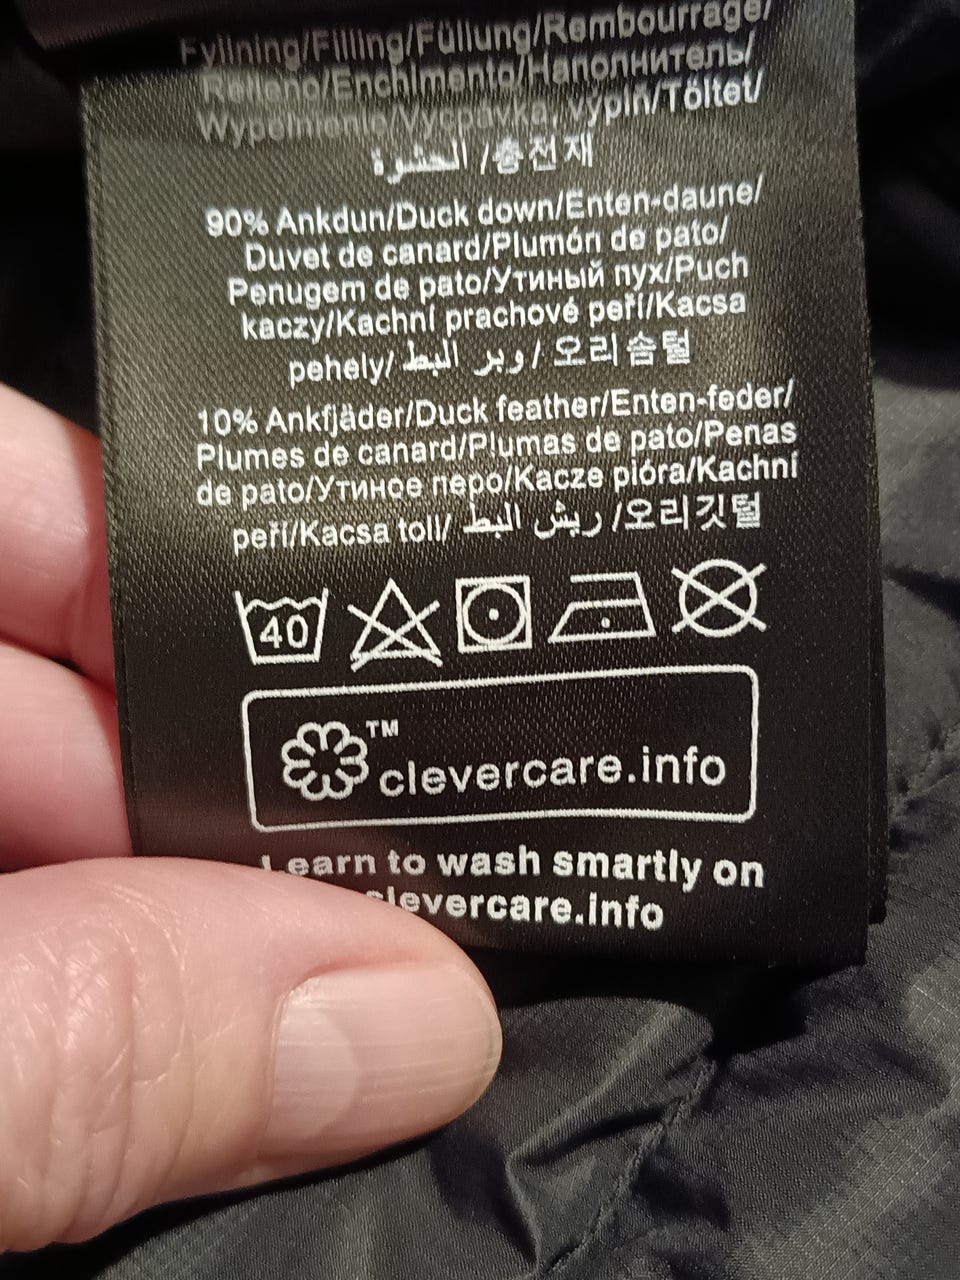 Fyllning/Filling/Füllung/Rembourrage/
Relleno/Enchimento/Наполнитель/
Wypełnienie/Vycpávka, výplň/Töltet/
الحشوة /충전재
90% Ankdun/Duck down/Enten-daune/
Duvet de canard/Plumón de pato/
Penugem de pato/Утиный пух/Puch
kaczy/Kachní prachové peří/Kacsa
pehely/ وبر البط / 오리솜털
10% Ankfjäder/Duck feather/Enten-feder/
Plumes de canard/Plumas de pato/Penas
de pato/Утиное перо/Kacze pióra/Kachní
peří/Kacsa toll/ ريش البط /오리깃털
40
TM
clevercare.info
Learn to wash smartly on
clevercare.info